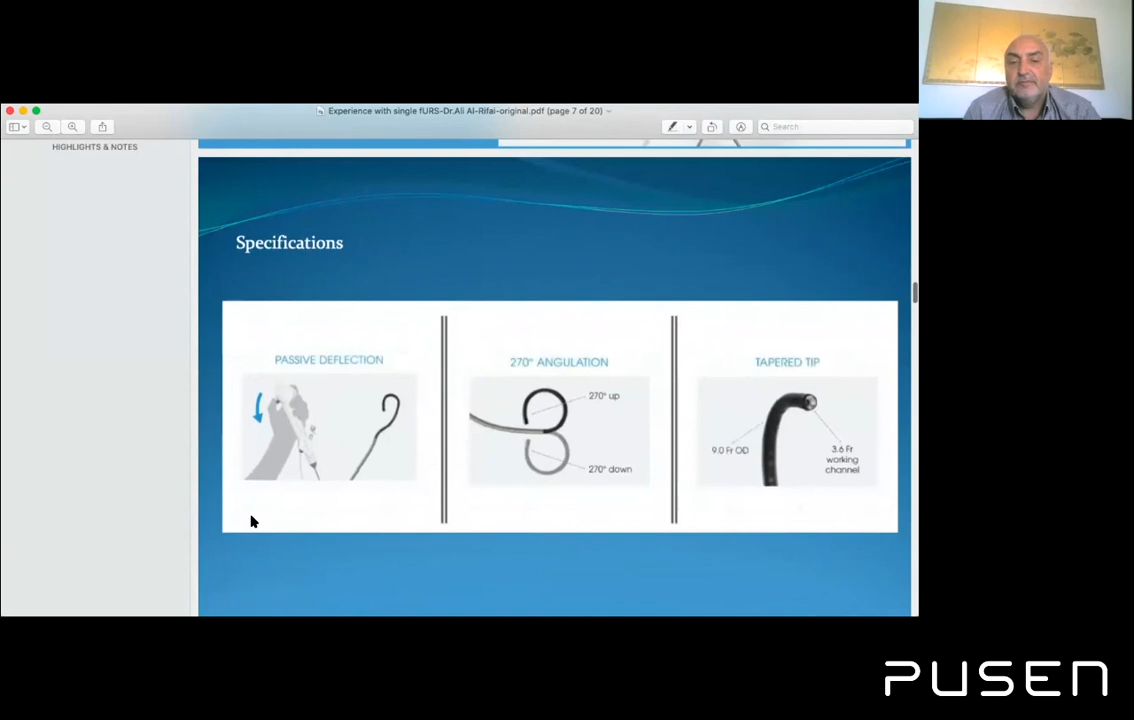 Experience with single fURS-Dr.Ali Al-Rifai-original.pdf (page 7 of 20)
Search
HIGHLIGHTS & NOTES
Specifications
PASSIVE DEFLECTION
270° ANGULATION
270° up
270° down
TAPERED TIP
9.0 Fr OD
3.6 Fr
working
channel
PUSEN